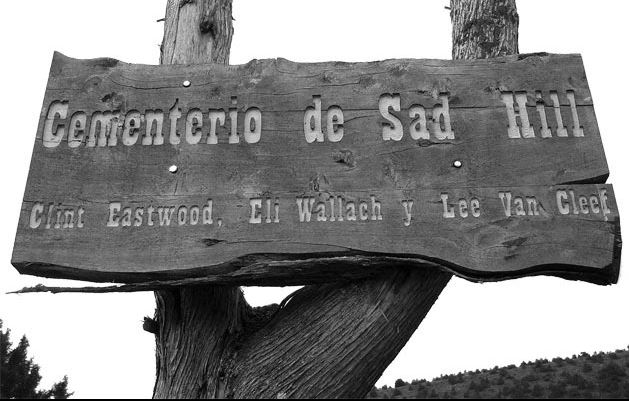 Cementerio de Sad Hill
Clint Eastwood, Eli Wallach y Lee Van Cleef